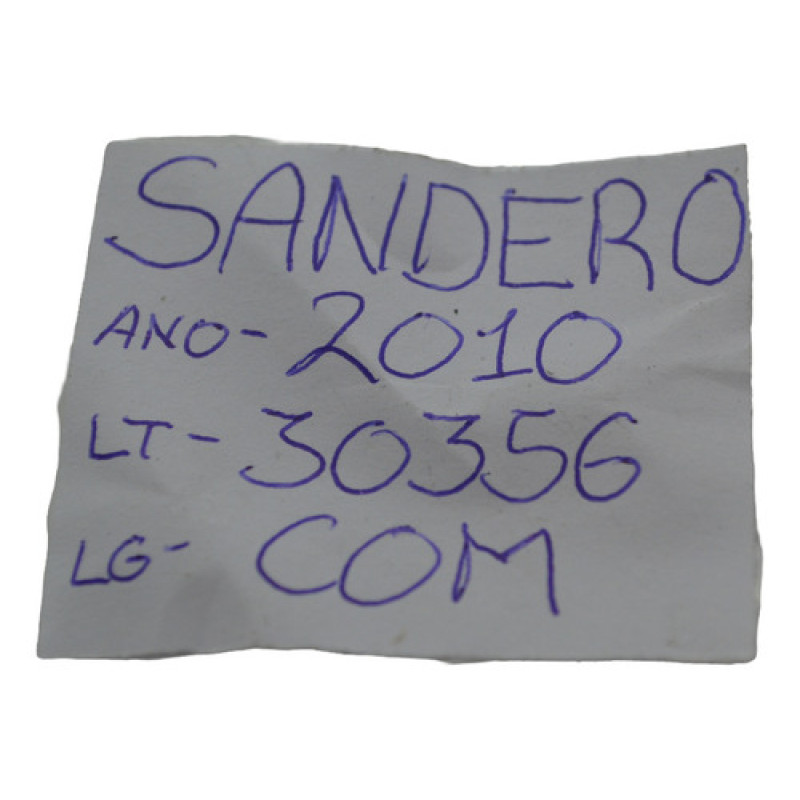 SANDERO
ANO-2010
LT-30356
LG-COM